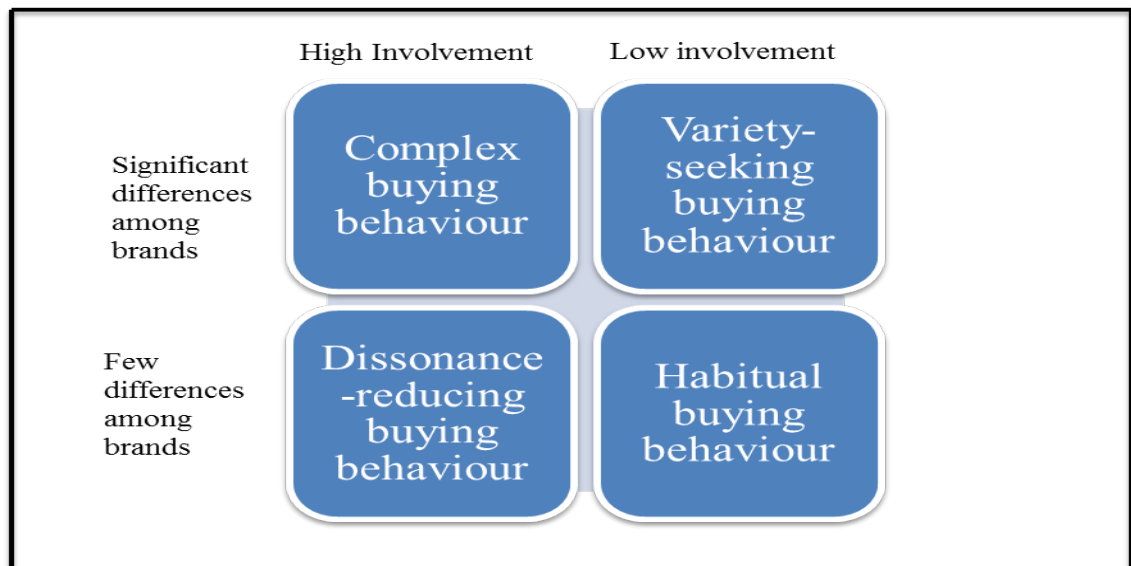 High Involvement
Low involvement
Significant
differences
among
brands
Complex
buying
behaviour
Variety-
seeking
buying
behaviour
Few
differences
among
brands
Dissonance
-reducing
buying
behaviour
Habitual
buying
behaviour